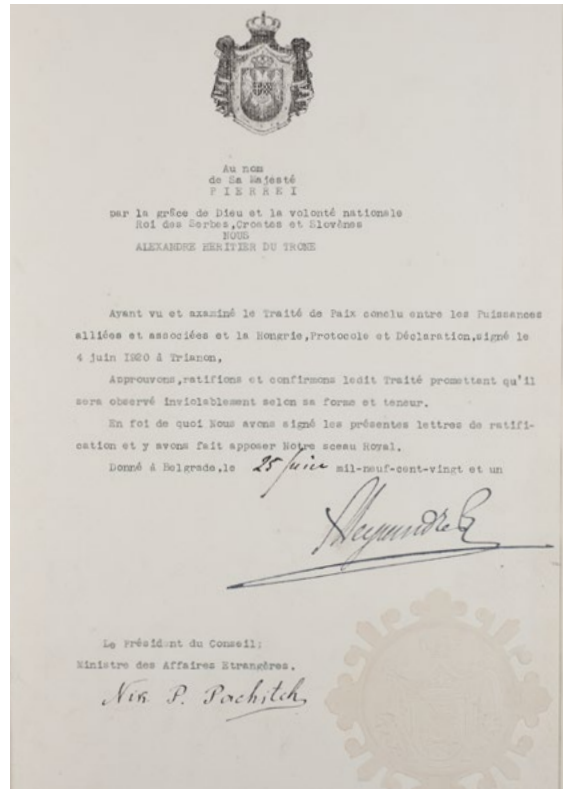 Au nom
de Sa Majesté
PIERRE I
par la grâce de Dieu et la volonté nationale
Roi des Serbes,Croates et Slovènes
NOUS
ALEXANDRE HERITIER DU TRONE
Ayant vu et axaminé le Traité de Paix conclu entre les Puissances
alliées et associées et la Hongrie,Protocole et Déclaration,signé le
4 juin I920 à Trianon,
Approuvons,ratifions et confirmons ledit Traité promettant qu'il
sera observé inviolablement selon sa forme et teneur.
En foi de quoi Nous avons signé les présentes lettres de ratifi-
cation et y avons fait apposer Notre sceau Royal.
Donné à Belgrade,le 25 juin mil-neuf-cent-vingt et un
Alexandre
Le Président du Conseil;
Ministre des Affaires Etrangères.
Nik. P. Pachitch